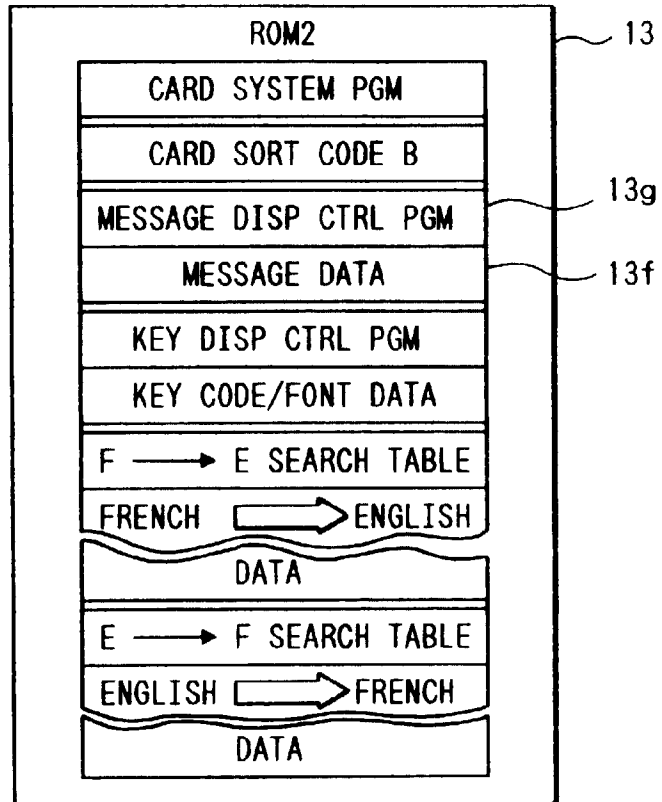 ROM2
13
CARD SYSTEM PGM
CARD SORT CODE B
13g
MESSAGE DISP CTRL PGM
MESSAGE DATA
13f
KEY DISP CTRL PGM
KEY CODE/FONT DATA
F → E SEARCH TABLE
FRENCH ⇒ ENGLISH
DATA
E → F SEARCH TABLE
ENGLISH ⇒ FRENCH
DATA